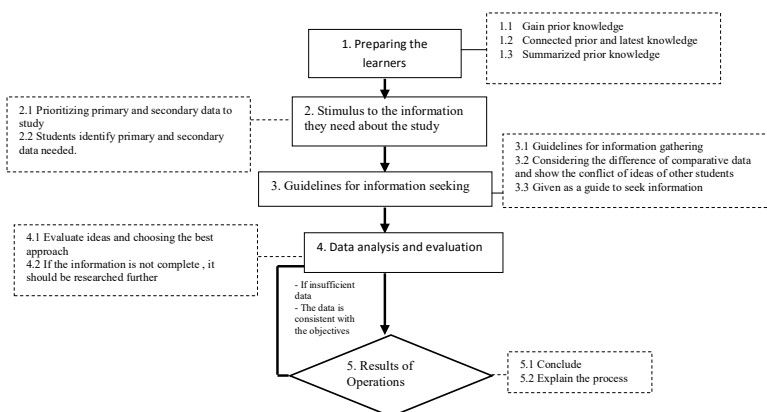 1. Preparing the
learners
1.1 Gain prior knowledge
1.2 Connected prior and latest knowledge
1.3 Summarized prior knowledge
2.1 Prioritizing primary and secondary data to
study
2.2 Students identify primary and secondary
data needed.
2. Stimulus to the information
they need about the study
3.1 Guidelines for information gathering
3.2 Considering the difference of comparative data
and show the conflict of ideas of other students
3.3 Given as a guide to seek information
3. Guidelines for information seeking
4.1 Evaluate ideas and choosing the best
approach
4.2 If the information is not complete , it
should be researched further
4. Data analysis and evaluation
- If insufficient
data
- The data is
consistent with
the objectives
5. Results of
Operations
5.1 Conclude
5.2 Explain the process